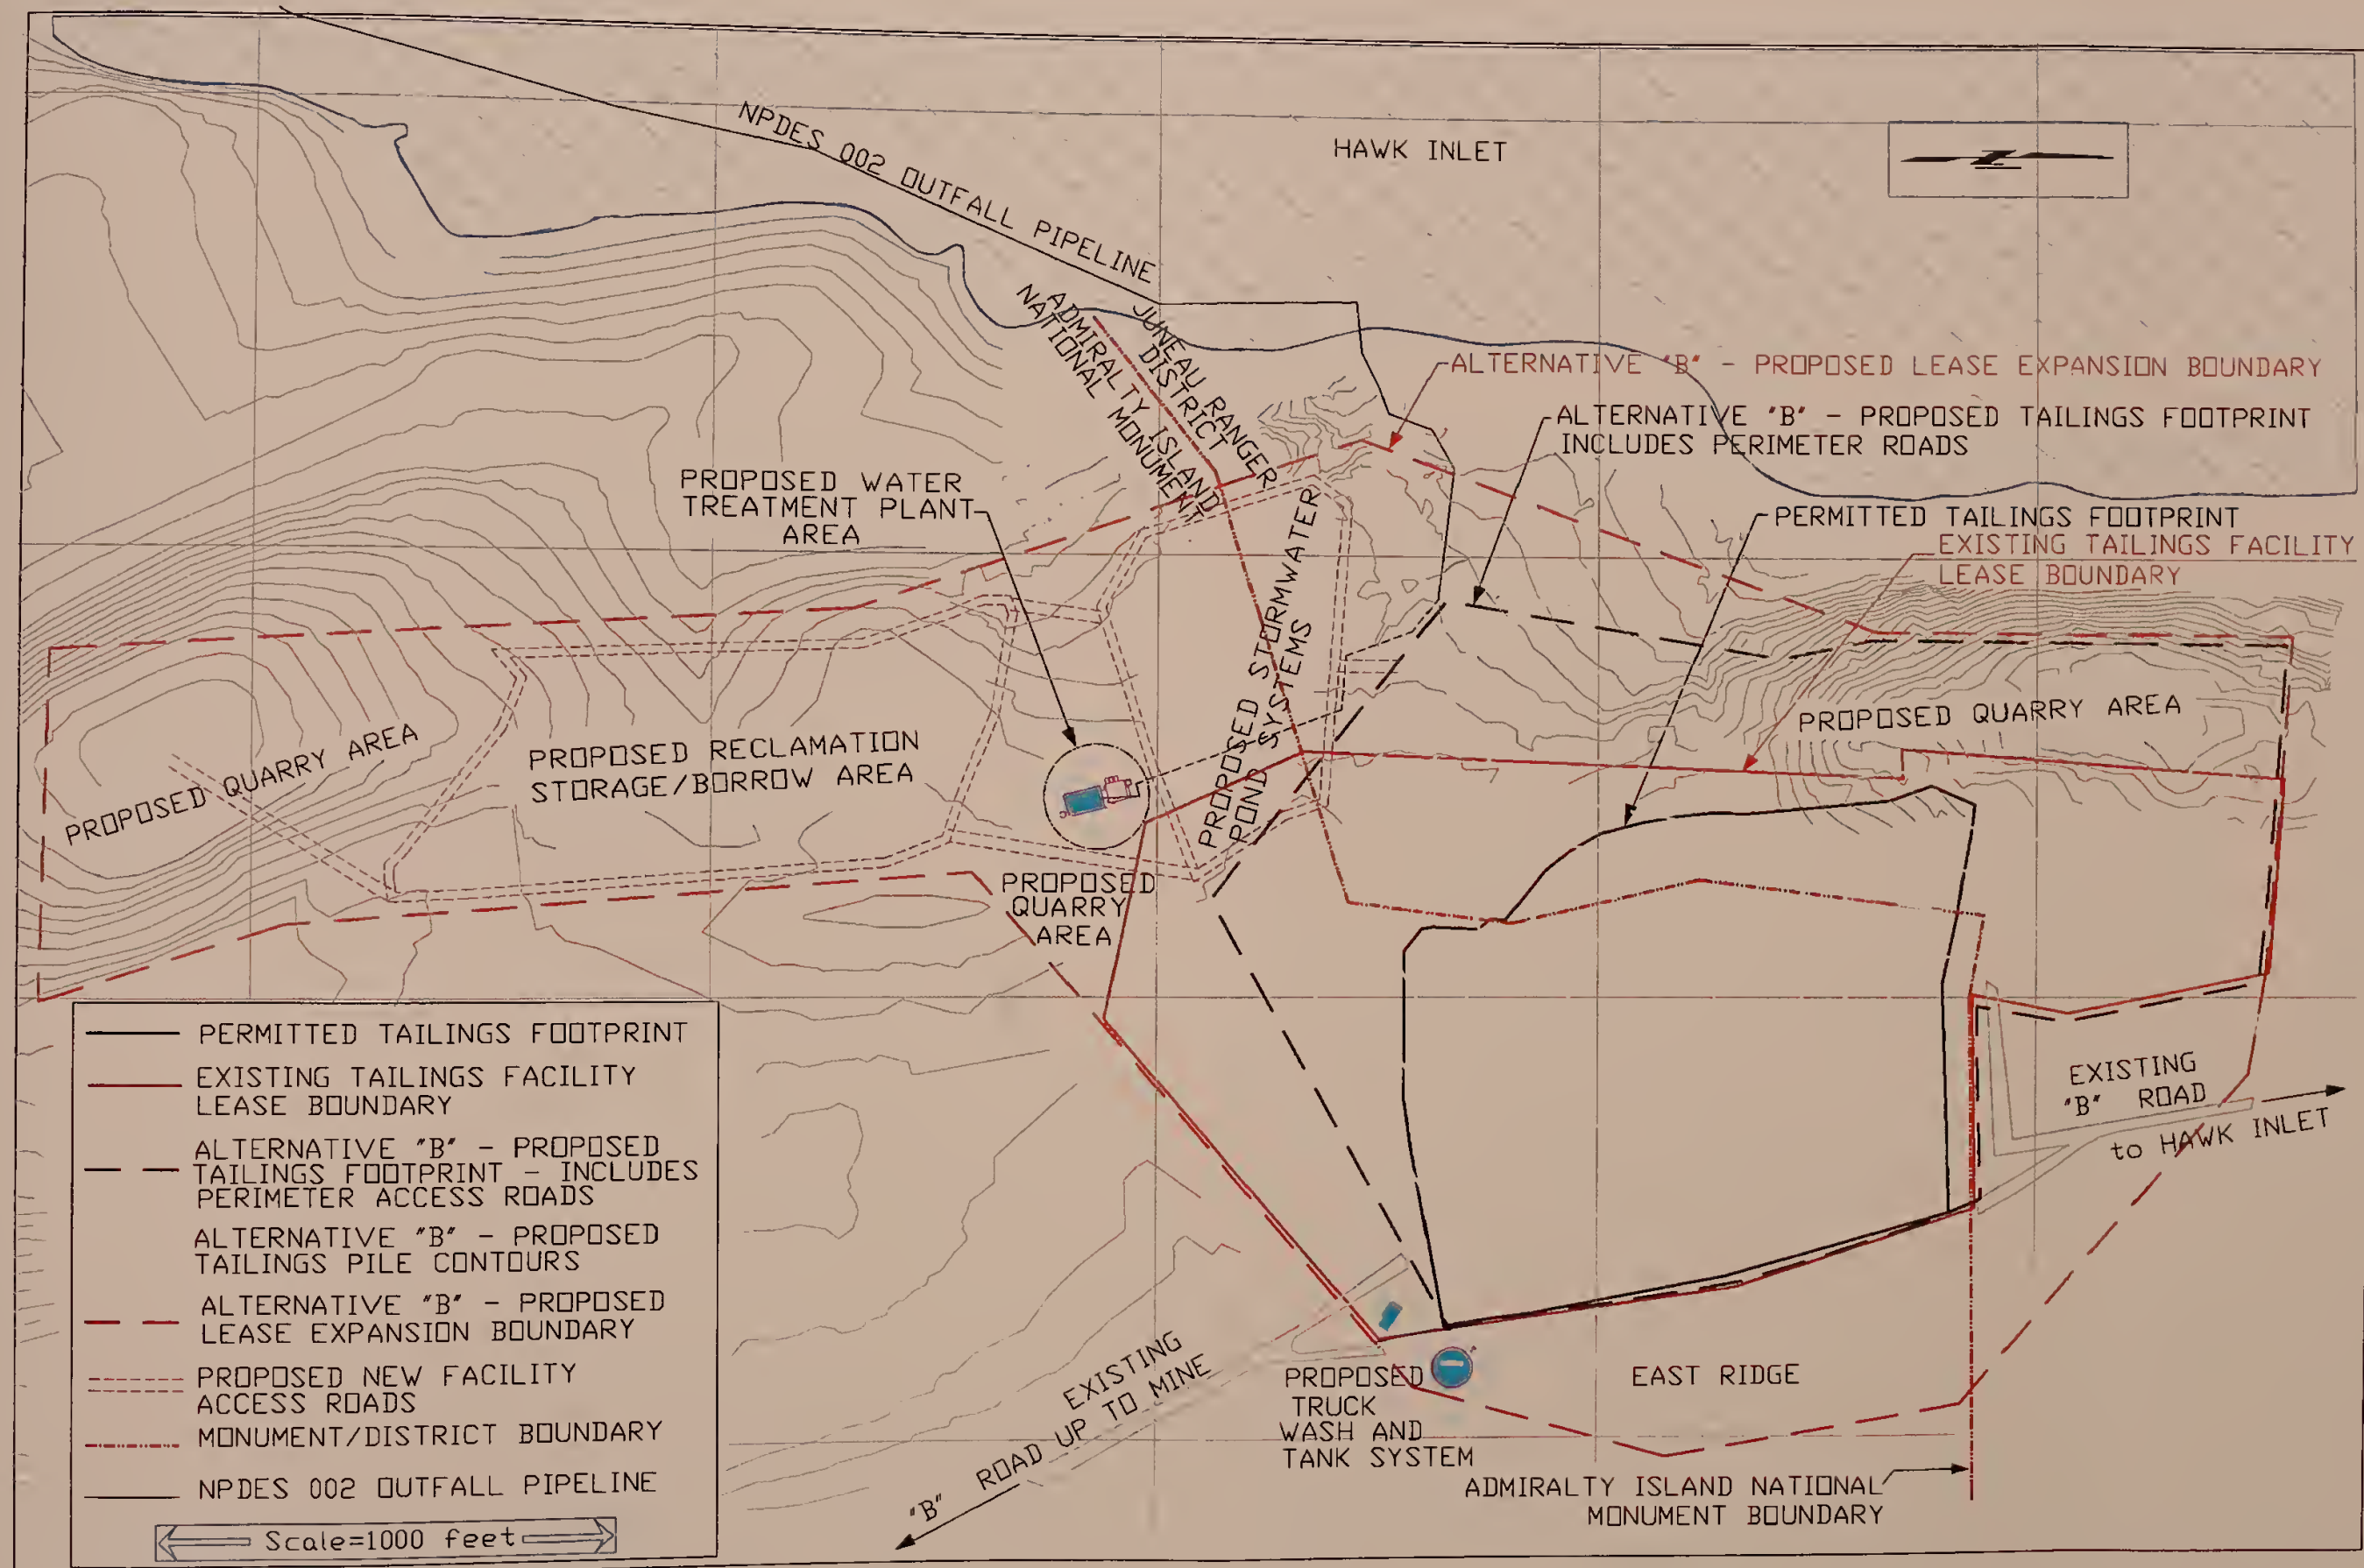 NPDES 002 OUTFALL PIPELINE
HAWK INLET
N
JUNEAU RANGER
DISTRICT
ADMIRALTY ISLAND
NATIONAL MONUMENT
ALTERNATIVE "B" - PROPOSED LEASE EXPANSION BOUNDARY
ALTERNATIVE "B" - PROPOSED TAILINGS FOOTPRINT
INCLUDES PERIMETER ROADS
PROPOSED WATER
TREATMENT PLANT
AREA
PERMITTED TAILINGS FOOTPRINT
EXISTING TAILINGS FACILITY
LEASE BOUNDARY
PROPOSED STORMWATER
POND SYSTEMS
PROPOSED QUARRY AREA
PROPOSED QUARRY AREA
PROPOSED RECLAMATION
STORAGE/BORROW AREA
PROPOSED
QUARRY
AREA
EXISTING
"B" ROAD
to HAWK INLET
PERMITTED TAILINGS FOOTPRINT
EXISTING TAILINGS FACILITY
LEASE BOUNDARY
ALTERNATIVE "B" - PROPOSED
TAILINGS FOOTPRINT - INCLUDES
PERIMETER ACCESS ROADS
ALTERNATIVE "B" - PROPOSED
TAILINGS PILE CONTOURS
ALTERNATIVE "B" - PROPOSED
LEASE EXPANSION BOUNDARY
PROPOSED NEW FACILITY
ACCESS ROADS
MONUMENT/DISTRICT BOUNDARY
NPDES 002 OUTFALL PIPELINE
Scale=1000 feet
EXISTING
"B" ROAD UP TO MINE
PROPOSED
TRUCK
WASH AND
TANK SYSTEM
EAST RIDGE
ADMIRALTY ISLAND NATIONAL
MONUMENT BOUNDARY